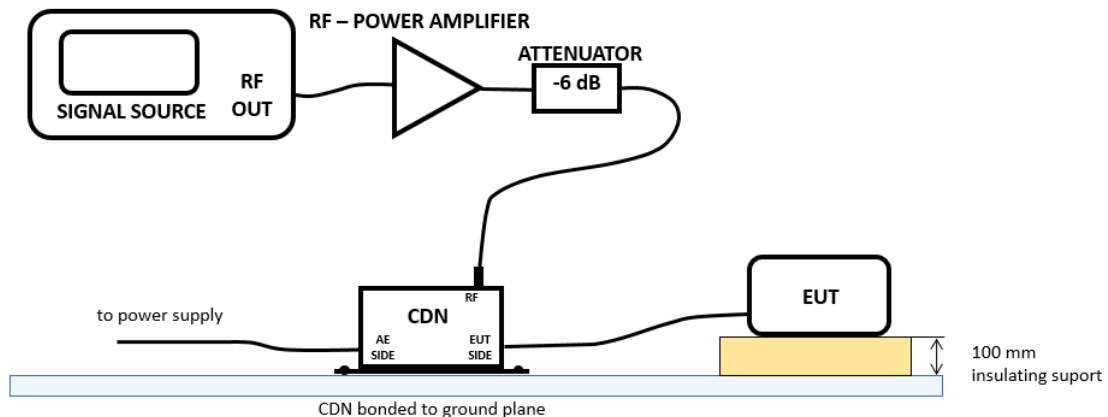 RF – POWER AMPLIFIER
ATTENUATOR
-6 dB
RF
OUT
SIGNAL SOURCE
RF
CDN
EUT
to power supply
AE
SIDE
EUT
SIDE
100 mm
insulating suport
CDN bonded to ground plane